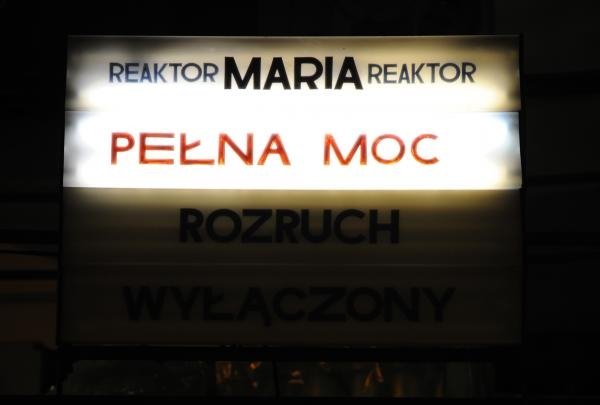 REAKTOR MARIA REAKTOR
PEŁNA MOC
ROZRUCH
WYŁĄCZONY